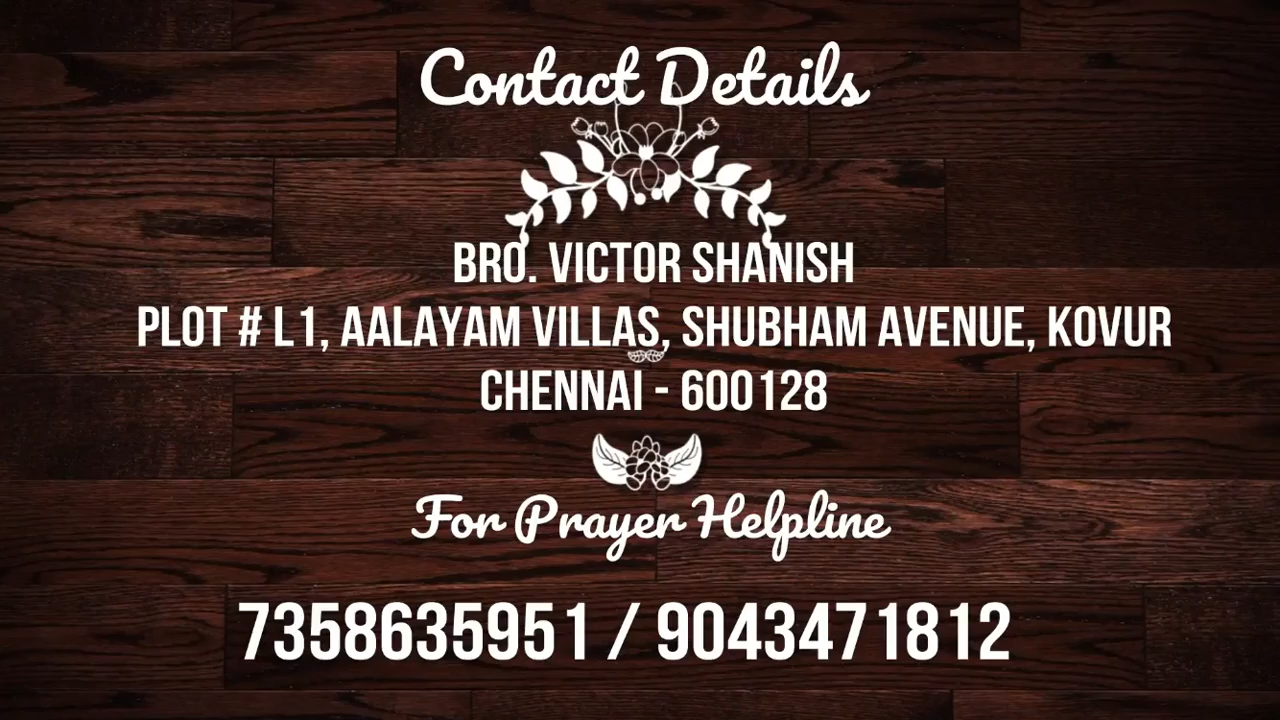 Contact Details
BRO. VICTOR SHANISH
PLOT # L1, AALAYAM VILLAS, SHUBHAM AVENUE, KOVUR
CHENNAI - 600128
For Prayer Helpline
7358635951 / 9043471812